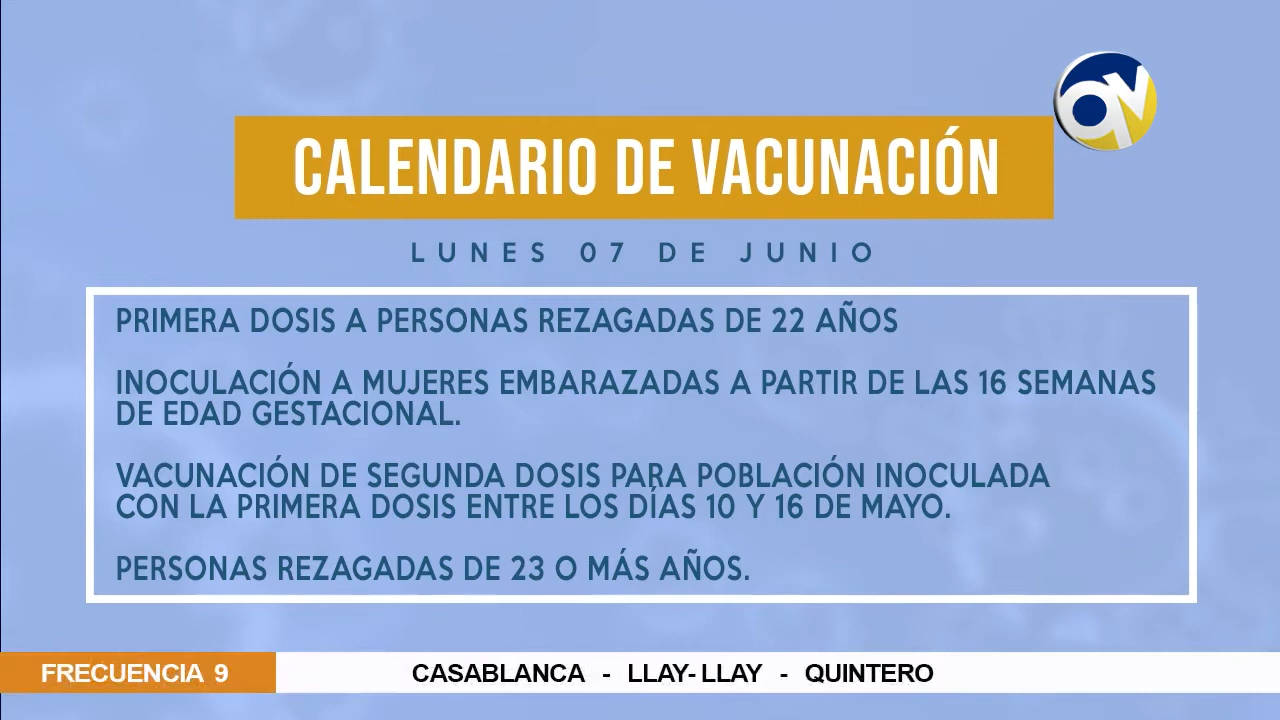 CALENDARIO DE VACUNACIÓN
LUNES 07 DE JUNIO
PRIMERA DOSIS A PERSONAS REZAGADAS DE 22 AÑOS
INOCULACIÓN A MUJERES EMBARAZADAS A PARTIR DE LAS 16 SEMANAS
DE EDAD GESTACIONAL.
VACUNACIÓN DE SEGUNDA DOSIS PARA POBLACIÓN INOCULADA
CON LA PRIMERA DOSIS ENTRE LOS DÍAS 10 Y 16 DE MAYO.
PERSONAS REZAGADAS DE 23 O MÁS AÑOS.
FRECUENCIA 9
CASABLANCA - LLAY-LLAY - QUINTERO